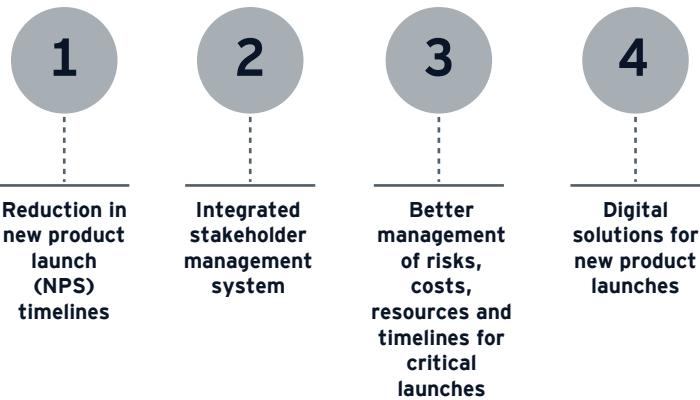 1
Reduction in
new product
launch
(NPS)
timelines
2
Integrated
stakeholder
management
system
3
Better
management
of risks,
costs,
resources and
timelines for
critical
launches
4
Digital
solutions for
new product
launches